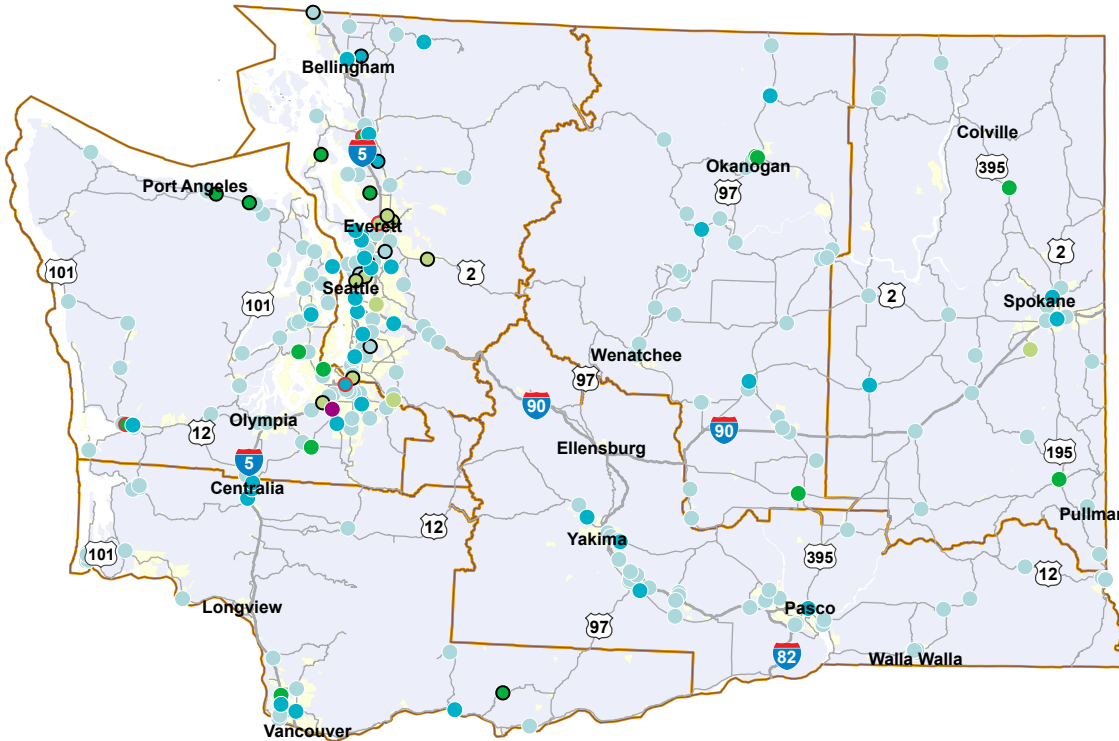 Bellingham
Colville
5
Okanogan
395
Port Angeles
97
Everett
2
101
2
Seattle
101
2
Spokane
Wenatchee
97
90
Olympia
90
12
Ellensburg
195
5
Centralia
Pullman
12
Yakima
101
395
12
Longview
Pasco
97
82
Walla Walla
Vancouver